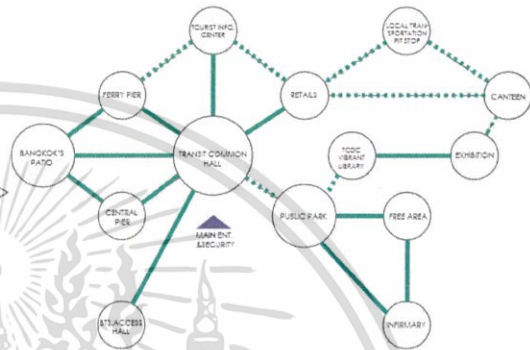 TOURIST INFO.
CENTER
LOCAL TRAN-
SPORTATION
PIT STOP
FERRY PIER
RETAILS
CANTEEN
BANGKOK'S
PATIO
TRANSIT COMMON
HALL
TCDC
VIBRANT
LIBRARY
EXHIBITION
CENTRAL
PIER
PUBLIC PARK
FREE AREA
MAIN ENT.
&SECURITY
BTS ACCESS
HALL
INFIRMARY